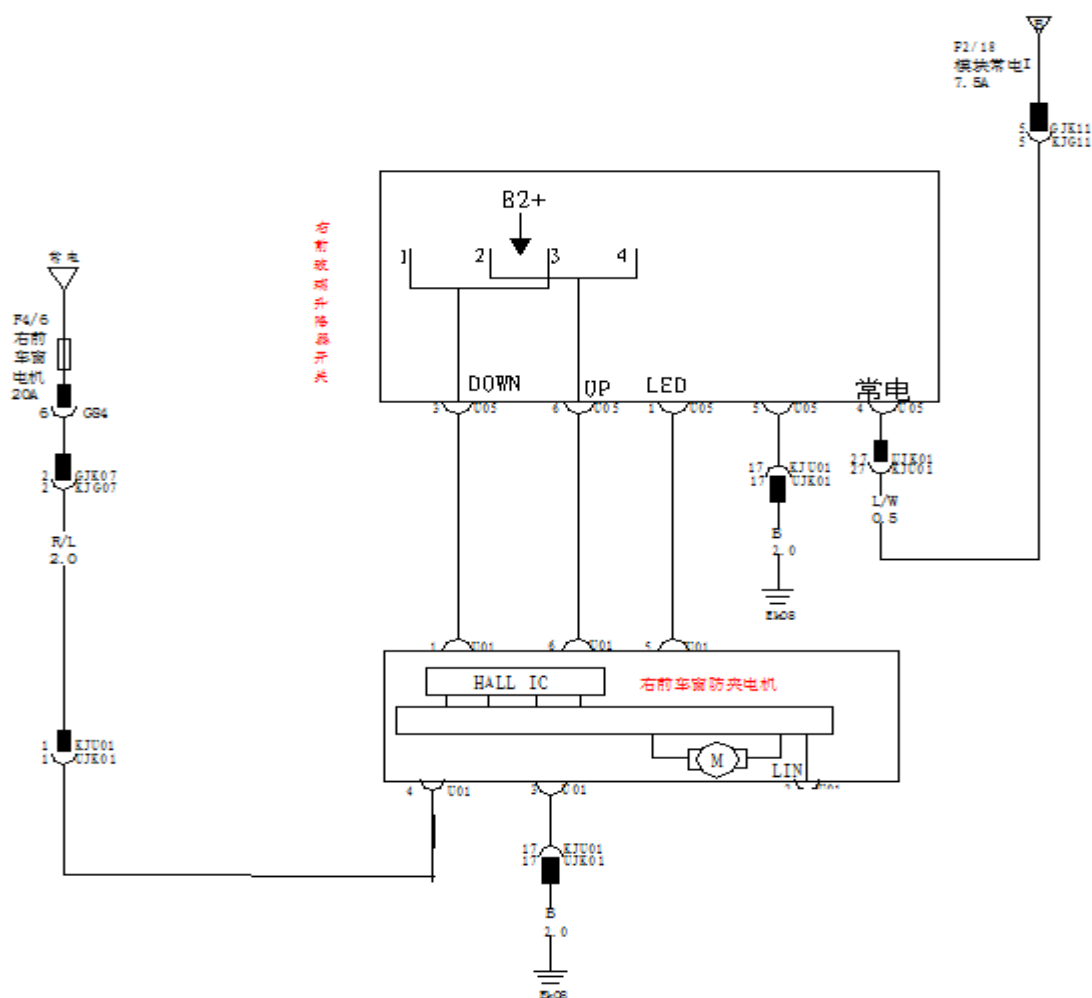 F2/18
模块常电I
7.5A
5 GJK11
5 KJG11
B2+
1 2 3 4
右前玻璃升降器开关
常电
F4/6
右前
车窗
电机
20A
6 G84
2 GJK07
2 KJG07
R/L
2.0
DOWN
UP
LED
常电
3 U05
6 U05
1 U05
5 U05
4 U05
17 KJU01
17 UJK01
27 UJK01
27 KJU01
L/W
0.5
B
2.0
1 U01
6 U01
5 U01
HALL IC
右前车窗防夹电机
M
LIN
1 KJU01
1 UJK01
4 U01
3 U01
17 KJU01
17 UJK01
B
2.0